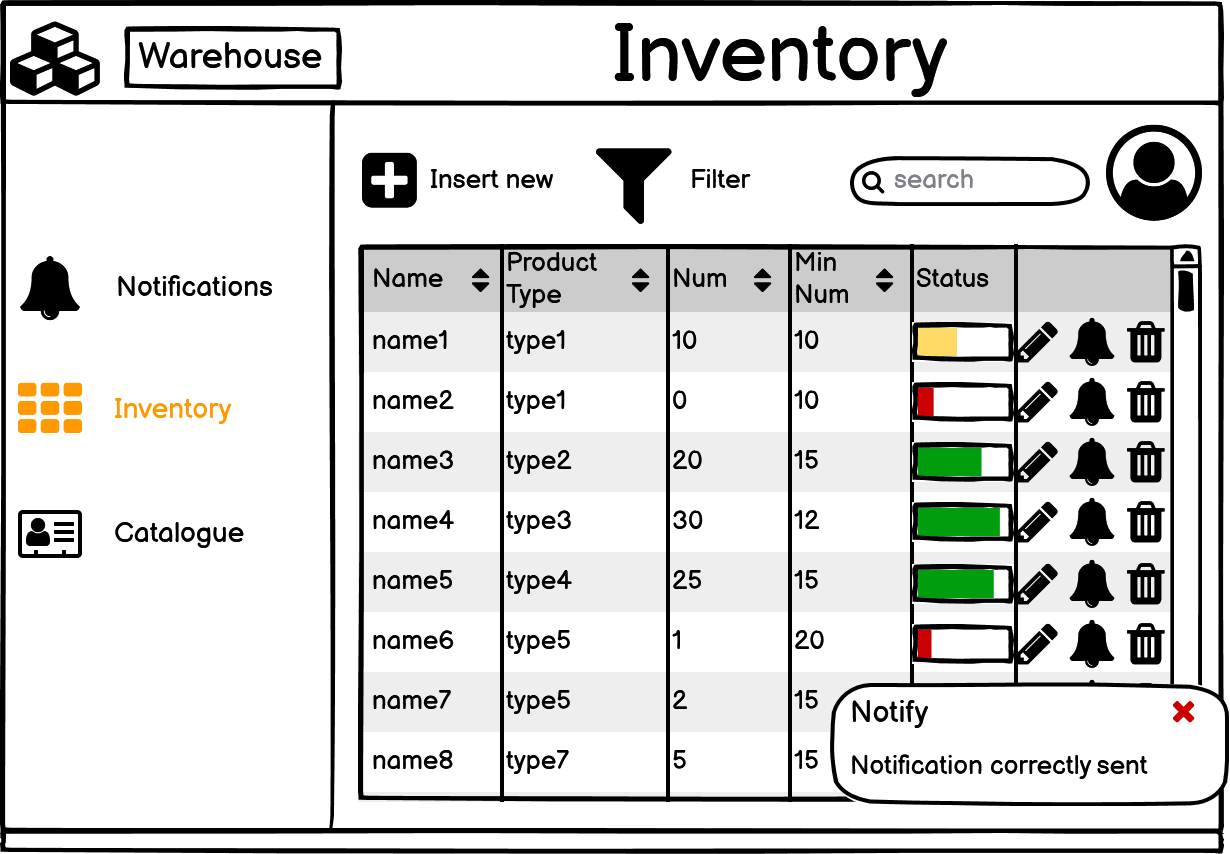 Warehouse
Inventory
Insert new
Filter
search
Notifications
Inventory
Catalogue
Name
Product
Type
Num
Min
Num
Status
name1 type1 10 10
name2 type1 0 10
name3 type2 20 15
name4 type3 30 12
name5 type4 25 15
name6 type5 1 20
name7 type5 2 15
name8 type7 5 15
Notify
Notification correctly sent